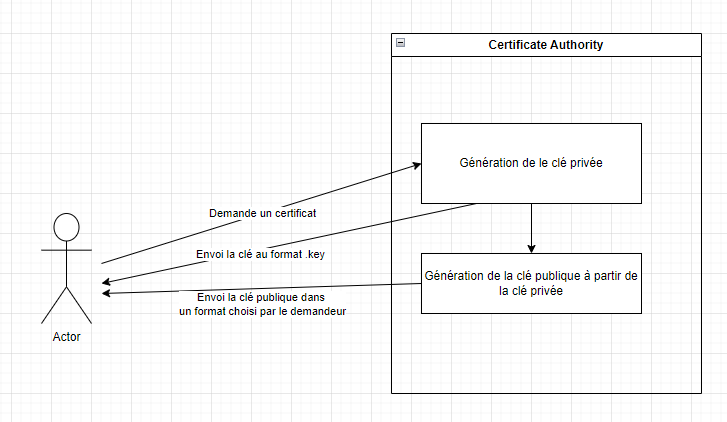 Certificate Authority
Génération de le clé privée
Demande un certificat
Envoi la clé au format .key
Génération de la clé publique à partir de
la clé privée
Envoi la clé publique dans
un format choisi par le demandeur
Actor